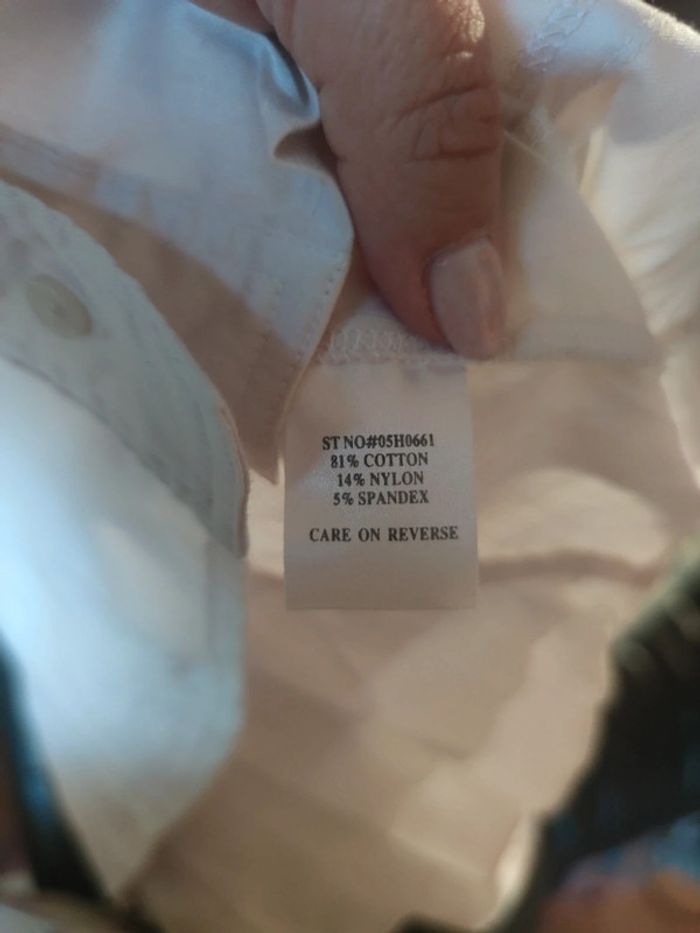 ST NO#05H0661
81% COTTON
14% NYLON
5% SPANDEX
CARE ON REVERSE